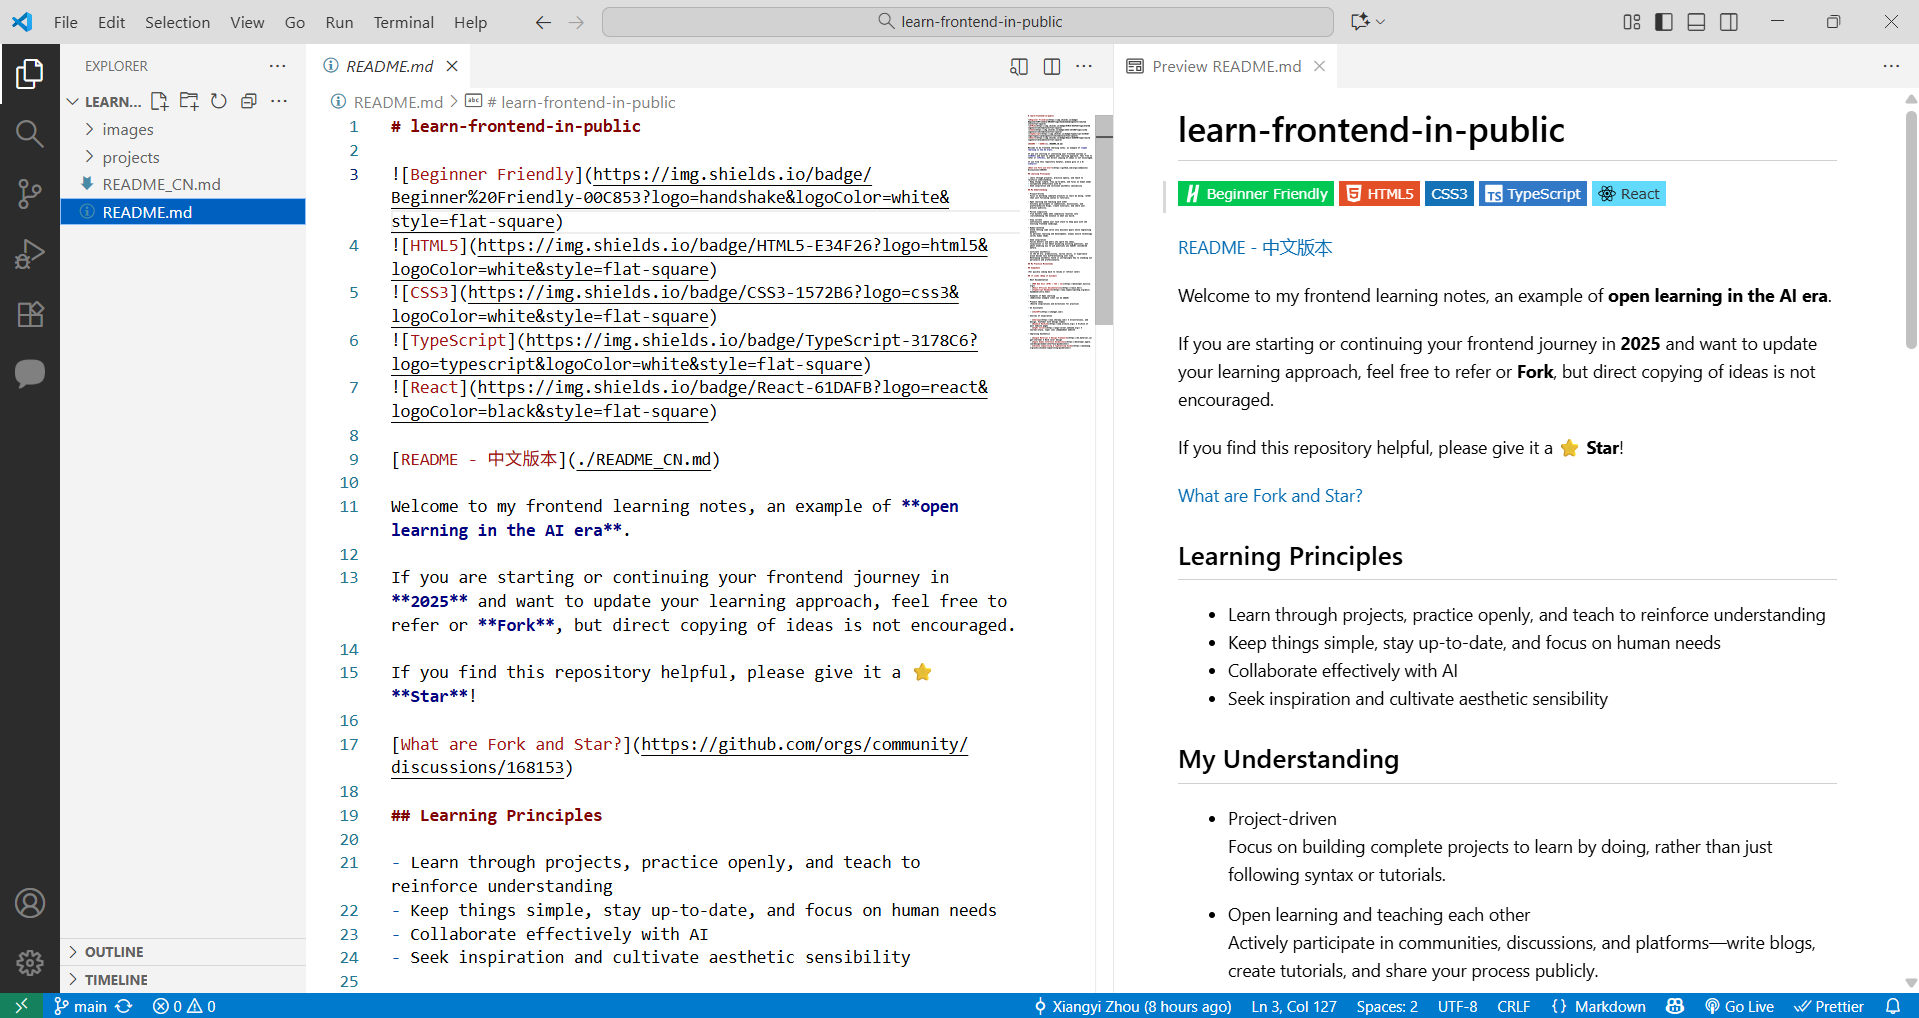 File Edit Selection View Go Run Terminal Help
learn-frontend-in-public
EXPLORER
LEARN...
images
projects
README_CN.md
README.md
OUTLINE
TIMELINE
README.md
README.md > # learn-frontend-in-public
1 # learn-frontend-in-public
2
3 ![Beginner Friendly](https://img.shields.io/badge/
Beginner%20Friendly-00C853?logo=handshake&logoColor=white&
style=flat-square)
4 ![HTML5](https://img.shields.io/badge/HTML5-E34F26?logo=html5&
logoColor=white&style=flat-square)
5 ![CSS3](https://img.shields.io/badge/CSS3-1572B6?logo=css3&
logoColor=white&style=flat-square)
6 ![TypeScript](https://img.shields.io/badge/TypeScript-3178C6?
logo=typescript&logoColor=white&style=flat-square)
7 ![React](https://img.shields.io/badge/React-61DAFB?logo=react&
logoColor=black&style=flat-square)
8
9 [README - 中文版本](./README_CN.md)
10
11 Welcome to my frontend learning notes, an example of **open
learning in the AI era**.
12
13 If you are starting or continuing your frontend journey in
**2025** and want to update your learning approach, feel free to
refer or **Fork**, but direct copying of ideas is not encouraged.
14
15 If you find this repository helpful, please give it a ⭐
**Star**!
16
17 [What are Fork and Star?](https://github.com/orgs/community/
discussions/168153)
18
19 ## Learning Principles
20
21 - Learn through projects, practice openly, and teach to
reinforce understanding
22 - Keep things simple, stay up-to-date, and focus on human needs
23 - Collaborate effectively with AI
24 - Seek inspiration and cultivate aesthetic sensibility
25
Preview README.md
learn-frontend-in-public
Beginner Friendly HTML5 CSS3 TypeScript React
README - 中文版本
Welcome to my frontend learning notes, an example of open learning in the AI era.
If you are starting or continuing your frontend journey in 2025 and want to update
your learning approach, feel free to refer or Fork, but direct copying of ideas is not
encouraged.
If you find this repository helpful, please give it a ⭐ Star!
What are Fork and Star?
Learning Principles
• Learn through projects, practice openly, and teach to reinforce understanding
• Keep things simple, stay up-to-date, and focus on human needs
• Collaborate effectively with AI
• Seek inspiration and cultivate aesthetic sensibility
My Understanding
• Project-driven
Focus on building complete projects to learn by doing, rather than just
following syntax or tutorials.
• Open learning and teaching each other
Actively participate in communities, discussions, and platforms—write blogs,
create tutorials, and share your process publicly.
main 0 0 Xiangyi Zhou (8 hours ago) Ln 3, Col 127 Spaces: 2 UTF-8 CRLF {} Markdown Go Live Prettier